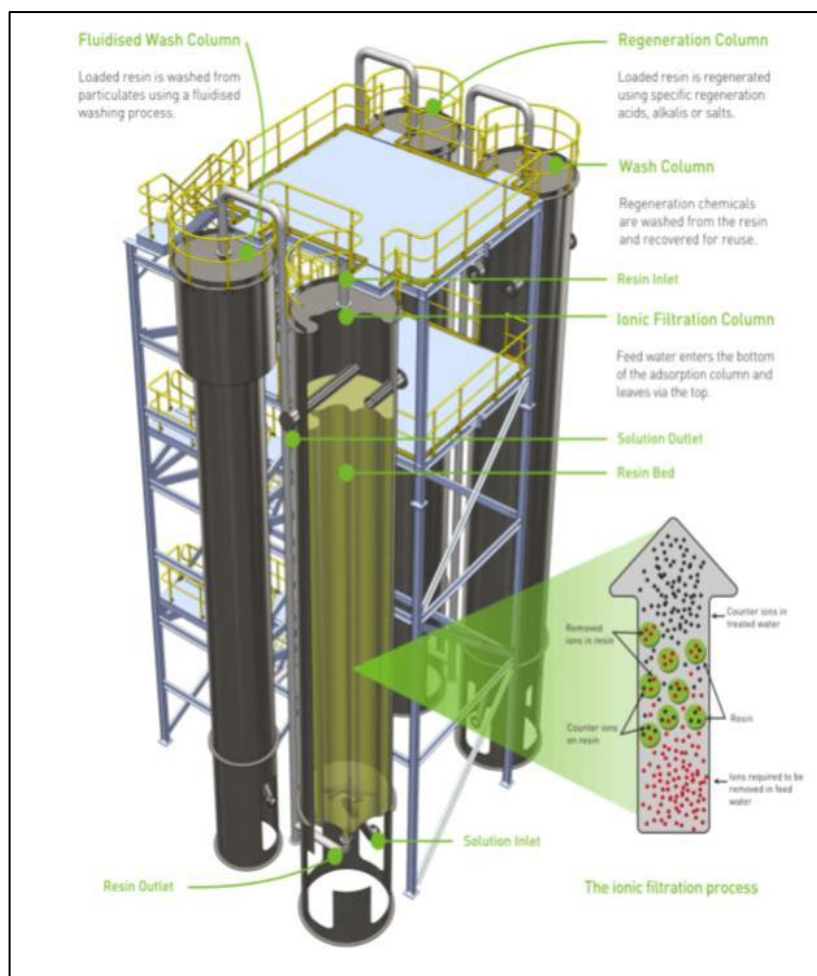 Fluidised Wash Column
Loaded resin is washed from
particulates using a fluidised
washing process.
Regeneration Column
Loaded resin is regenerated
using specific regeneration
acids, alkalis or salts.
Wash Column
Regeneration chemicals
are washed from the resin
and recovered for reuse.
Resin Inlet
Ionic Filtration Column
Feed water enters the bottom
of the adsorption column and
leaves via the top.
Solution Outlet
Resin Bed
Counter ions in
treated water
Removed
ions in resin
Counter ions
on resin
Resin
Ions required to be
removed in feed
water
Solution Inlet
Resin Outlet
The ionic filtration process